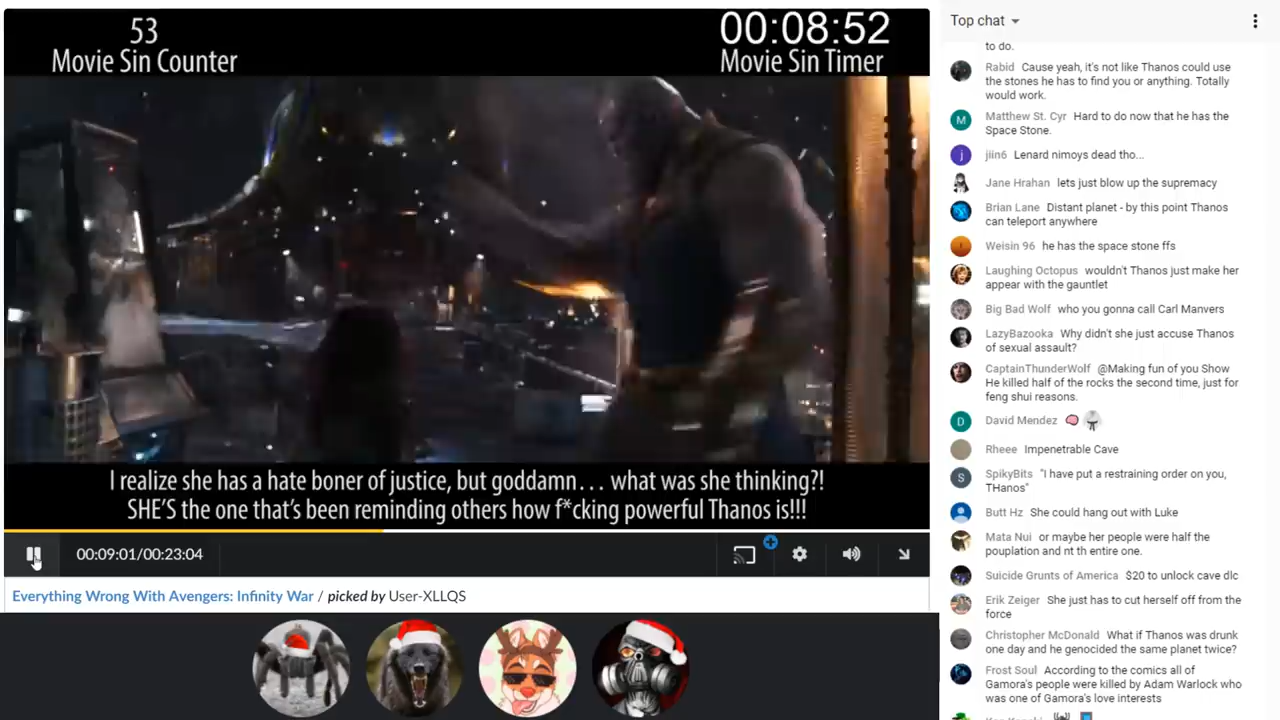 53
Movie Sin Counter
00:08:52
Movie Sin Timer
I realize she has a hate boner of justice, but goddamn... what was she thinking?!
SHE'S the one that's been reminding others how f*cking powerful Thanos is!!!
00:09:01/00:23:04
Everything Wrong With Avengers: Infinity War / picked by User-XLLQS
Top chat
to do.
Rabid Cause yeah, it's not like Thanos could use
the stones he has to find you or anything. Totally
would work.
Matthew St. Cyr Hard to do now that he has the
Space Stone.
jiin6 Lenard nimoys dead tho...
Jane Hrahan lets just blow up the supremacy
Brian Lane Distant planet - by this point Thanos
can teleport anywhere
Weisin 96 he has the space stone ffs
Laughing Octopus wouldn't Thanos just make her
appear with the gauntlet
Big Bad Wolf who you gonna call Carl Manvers
LazyBazooka Why didn't she just accuse Thanos
of sexual assault?
CaptainThunderWolf @Making fun of you Show
He killed half of the rocks the second time, just for
feng shui reasons.
David Mendez
Rheee Impenetrable Cave
SpikyBits "I have put a restraining order on you,
THanos"
Butt Hz She could hang out with Luke
Mata Nui or maybe her people were half the
pouplation and nt th entire one.
Suicide Grunts of America $20 to unlock cave dlc
Erik Zeiger She just has to cut herself off from the
force
Christopher McDonald What if Thanos was drunk
one day and he genocided the same planet twice?
Frost Soul According to the comics all of
Gamora's people were killed by Adam Warlock who
was one of Gamora's love interests